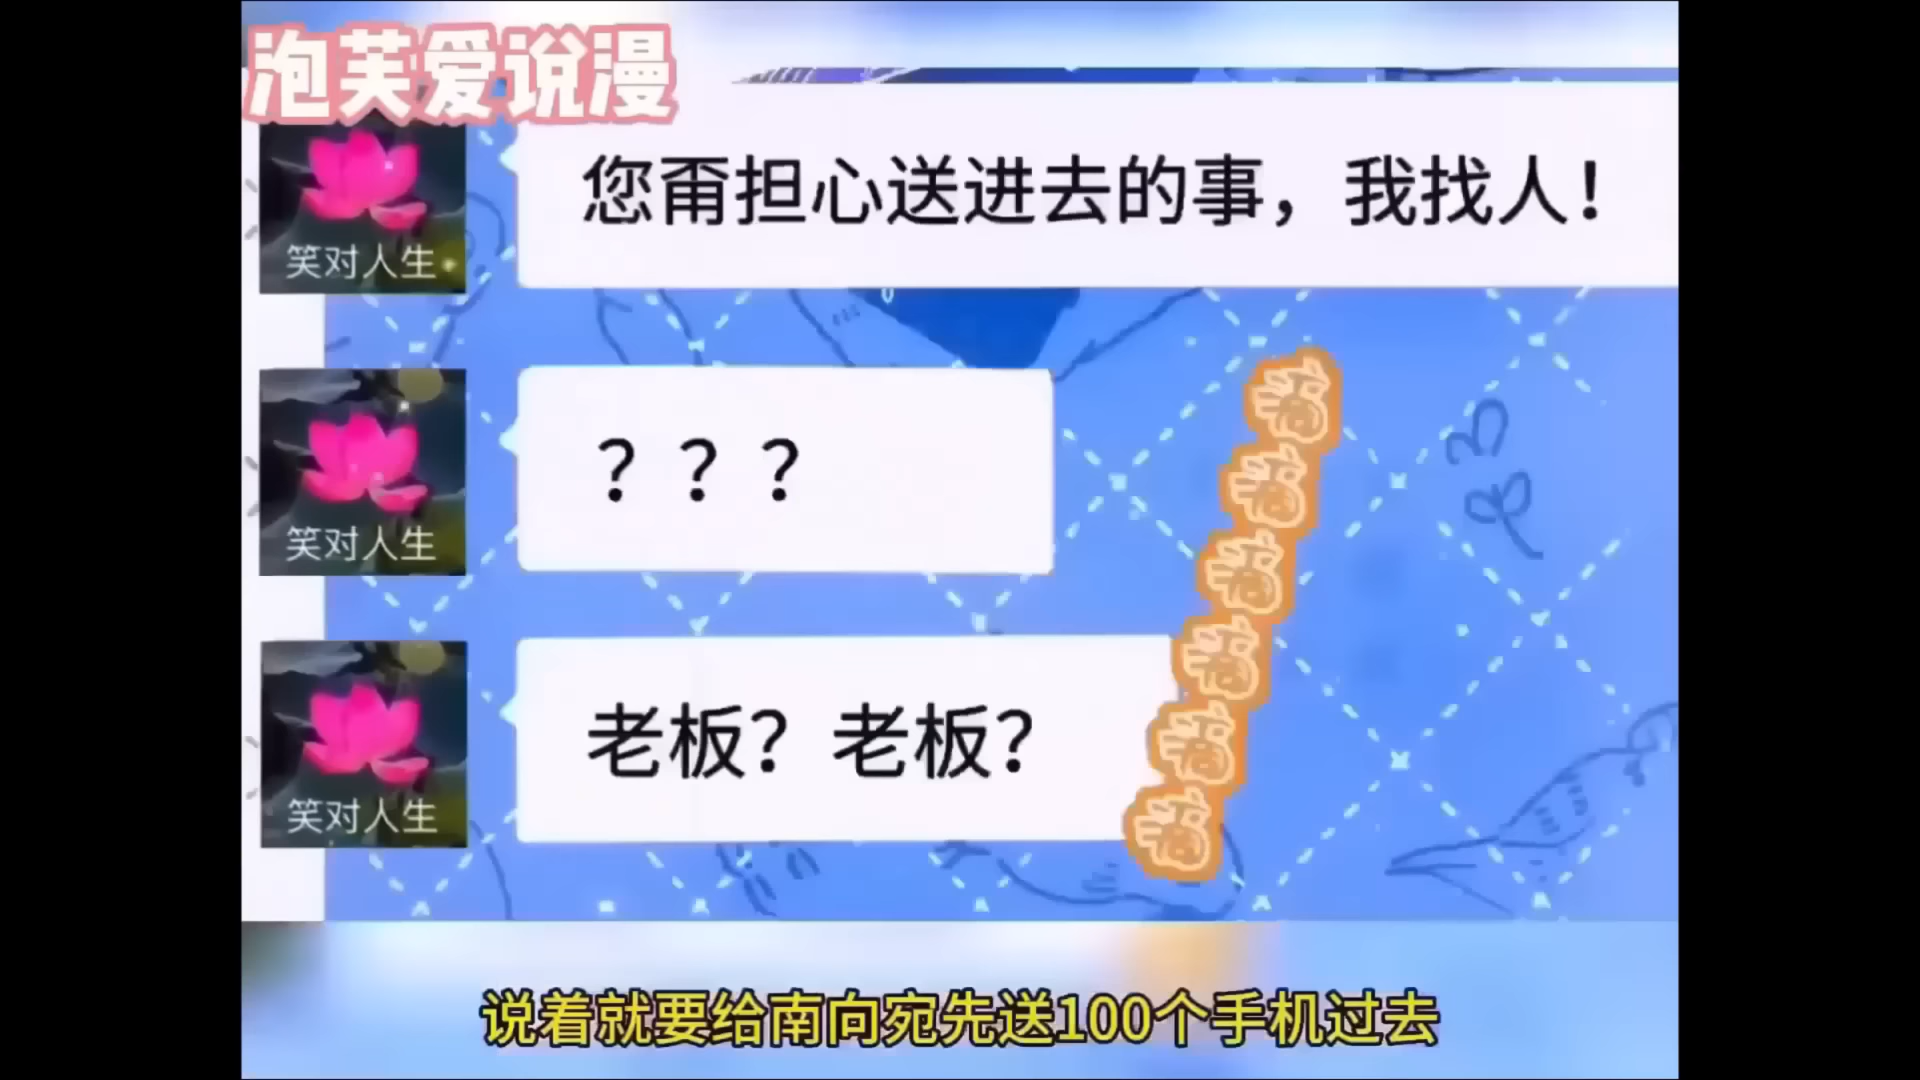 泡芙爱说漫
您甭担心送进去的事，我找人！
笑对人生
？？？
笑对人生
老板？老板？
笑对人生
说着就要给南向宛先送100个手机过去